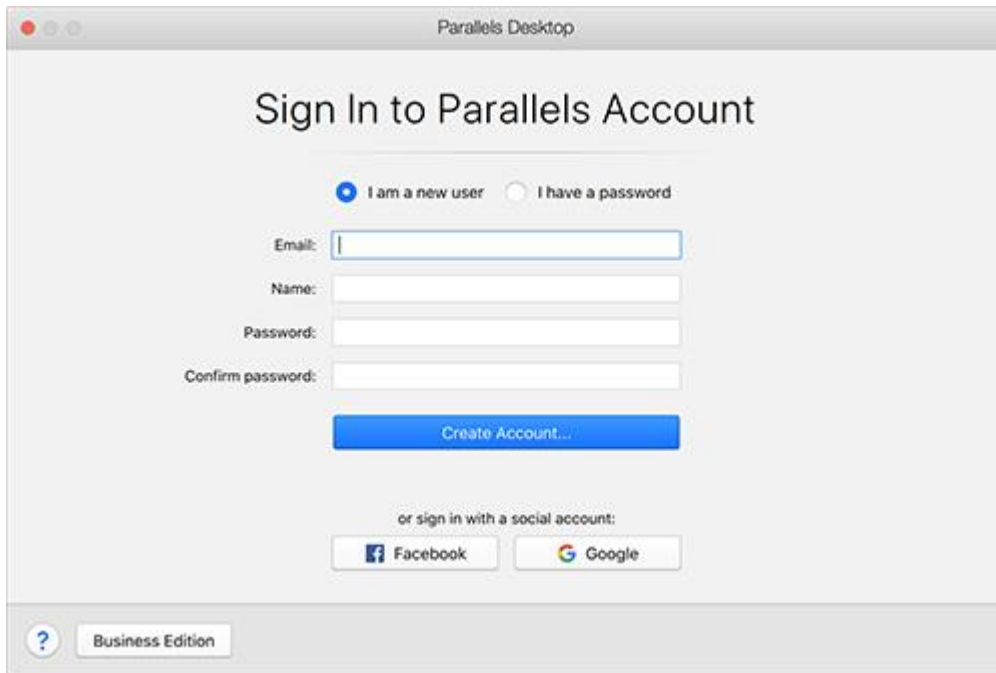 Parallels Desktop
Sign In to Parallels Account
I am a new user I have a password
Email:
Name:
Password:
Confirm password:
Create Account...
or sign in with a social account:
Facebook Google
? Business Edition